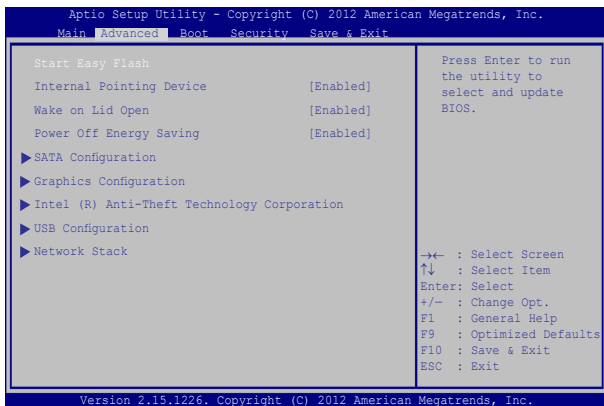 Aptio Setup Utility - Copyright (C) 2012 American Megatrends, Inc.
Main Advanced Boot Security Save & Exit
Start Easy Flash
Internal Pointing Device [Enabled]
Wake on Lid Open [Enabled]
Power Off Energy Saving [Enabled]
SATA Configuration
Graphics Configuration
Intel (R) Anti-Theft Technology Corporation
USB Configuration
Network Stack
Press Enter to run
the utility to
select and update
BIOS.
→← : Select Screen
↑↓ : Select Item
Enter: Select
+/— : Change Opt.
F1 : General Help
F9 : Optimized Defaults
F10 : Save & Exit
ESC : Exit
Version 2.15.1226. Copyright (C) 2012 American Megatrends, Inc.